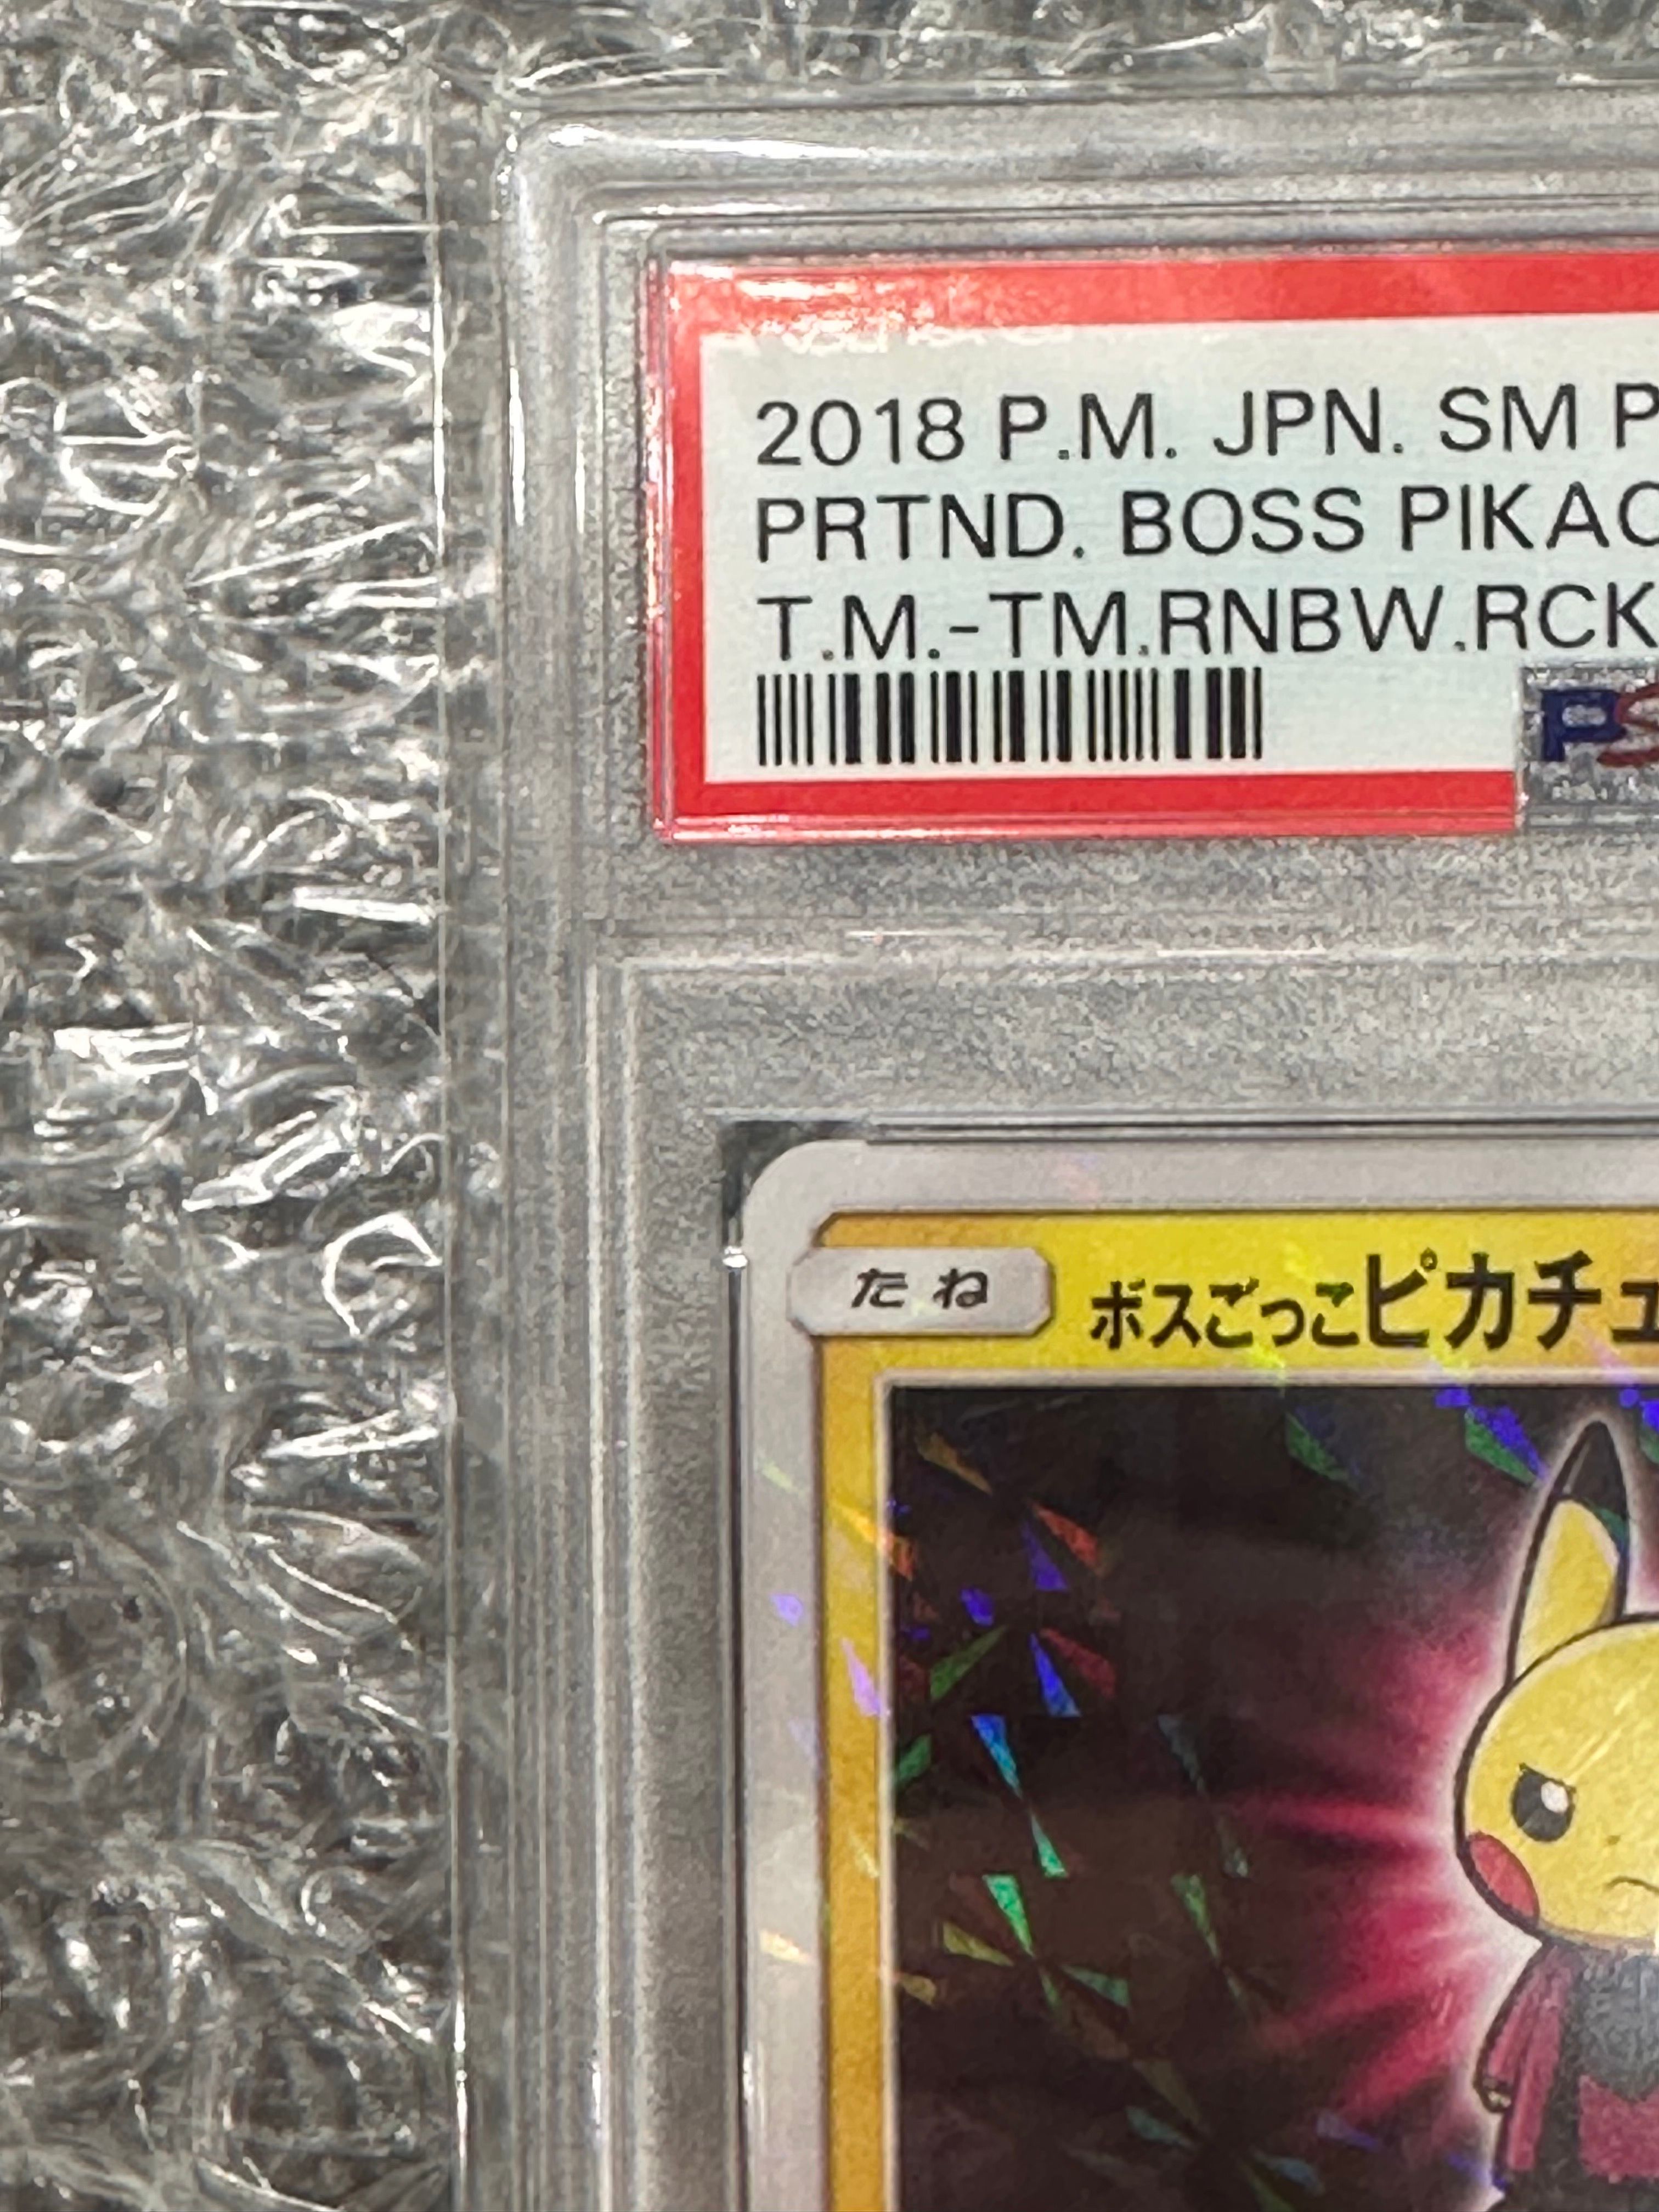 2018 P.M. JPN. SM P
PRTND. BOSS PIKAC
T.M.-TM.RNBW.RCK
PS
たね
ボスごっこピカチュ